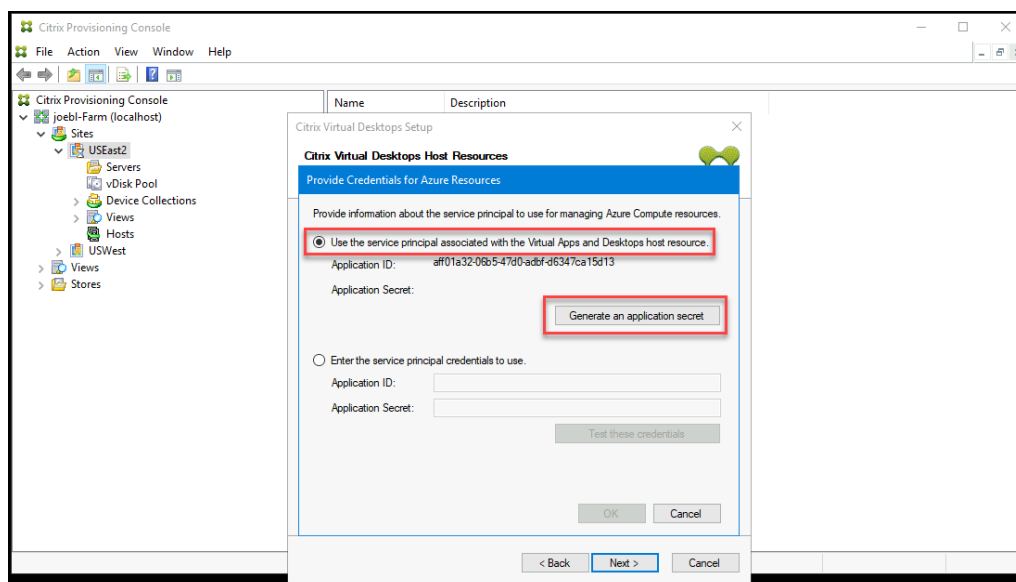 Citrix Provisioning Console
File Action View Window Help
Citrix Provisioning Console
joebl-Farm (localhost)
Sites
USEast2
Servers
vDisk Pool
Device Collections
Views
Hosts
USWest
Views
Stores
Name Description
Citrix Virtual Desktops Setup
Citrix Virtual Desktops Host Resources
Provide Credentials for Azure Resources
Provide information about the service principal to use for managing Azure Compute resources.
Use the service principal associated with the Virtual Apps and Desktops host resource.
Application ID: aff01a32-06b5-47d0-adbf-d6347ca15d13
Application Secret:
Generate an application secret
Enter the service principal credentials to use.
Application ID:
Application Secret:
Test these credentials
OK Cancel
< Back Next > Cancel